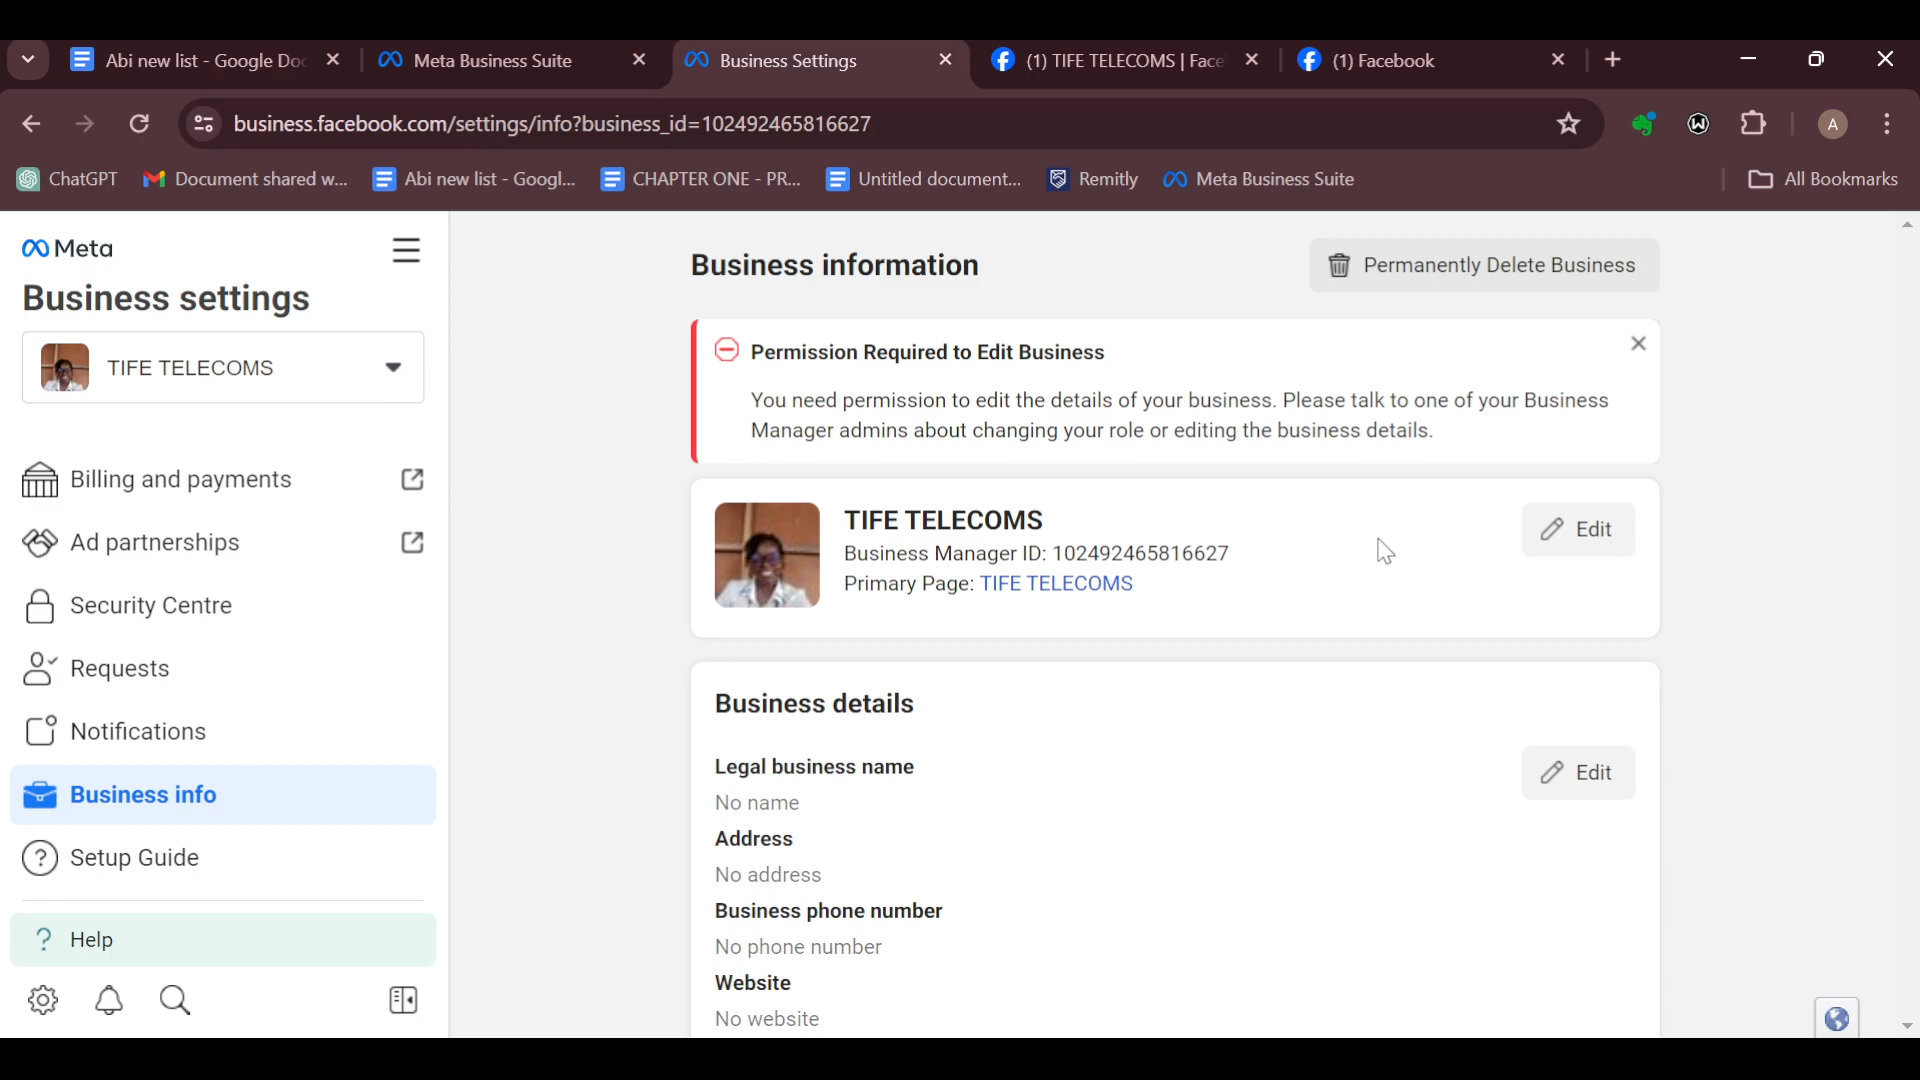 Abi new list - Google Doc
Meta Business Suite
Business Settings
(1) TIFE TELECOMS | Face
(1) Facebook
business.facebook.com/settings/info?business_id=102492465816627
A
ChatGPT
Document shared w...
Abi new list - Googl...
CHAPTER ONE - PR...
Untitled document...
Remitly
Meta Business Suite
All Bookmarks
Meta
Business settings
TIFE TELECOMS
Billing and payments
Ad partnerships
Security Centre
Requests
Notifications
Business info
Setup Guide
? Help
Business information
Permanently Delete Business
Permission Required to Edit Business
You need permission to edit the details of your business. Please talk to one of your Business
Manager admins about changing your role or editing the business details.
TIFE TELECOMS
Business Manager ID: 102492465816627
Primary Page: TIFE TELECOMS
Edit
Business details
Legal business name
No name
Edit
Address
No address
Business phone number
No phone number
Website
No website